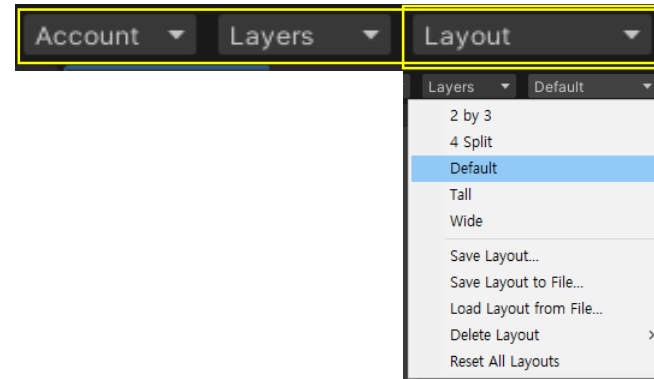 Account Layers Layout
Layers Default
2 by 3
4 Split
Default
Tall
Wide
Save Layout...
Save Layout to File...
Load Layout from File...
Delete Layout
Reset All Layouts